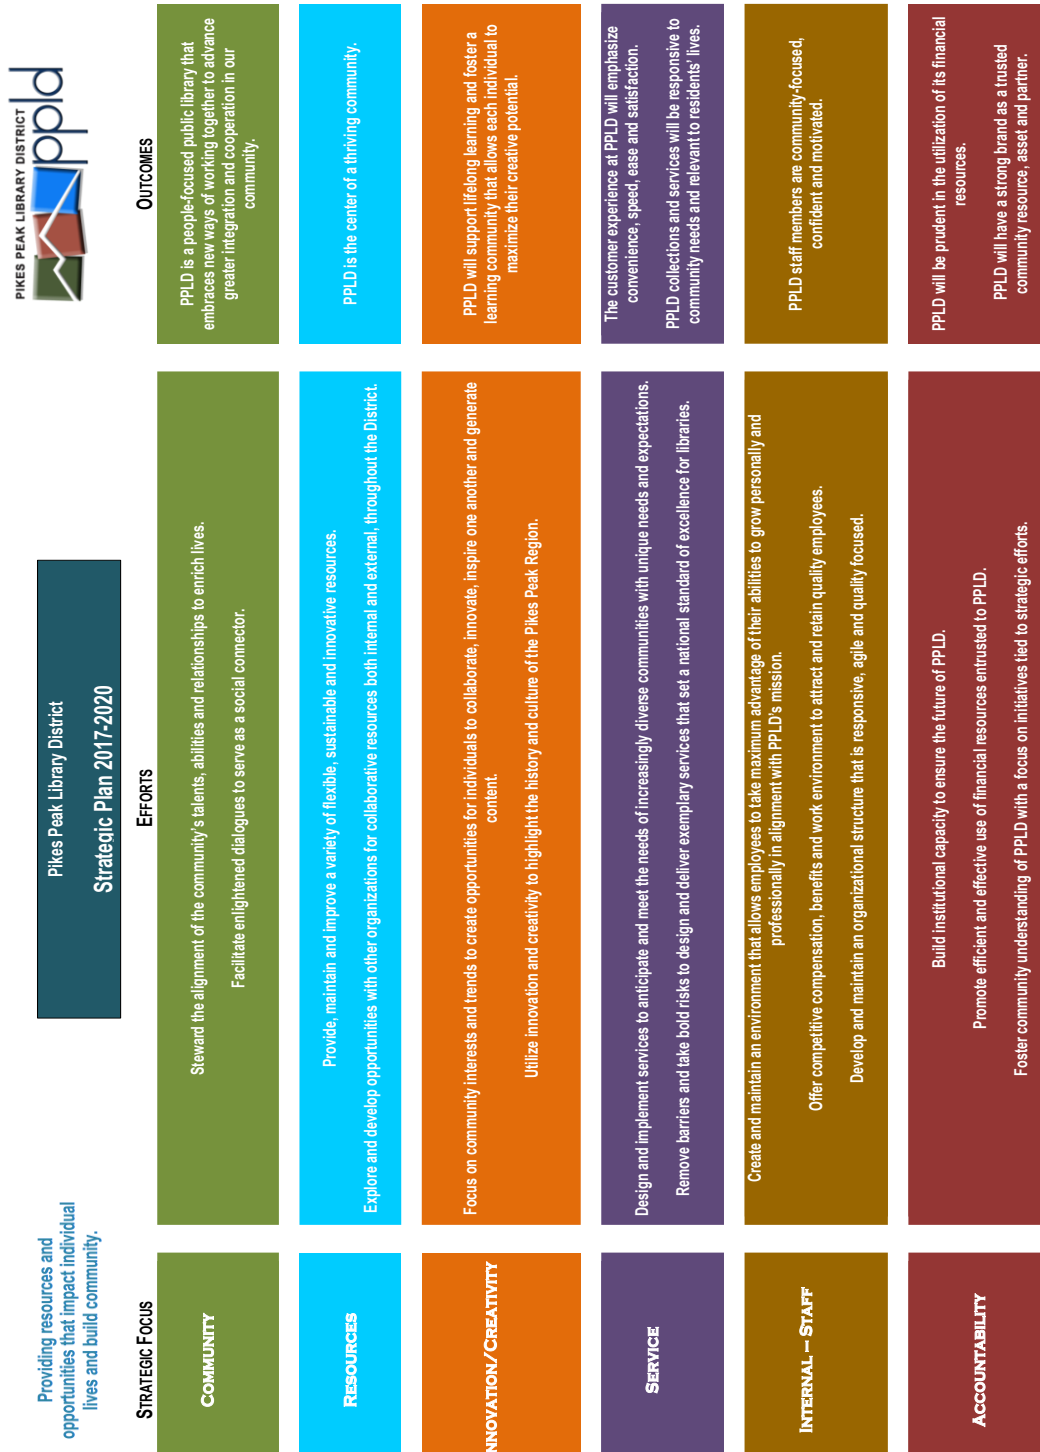 Providing resources and
opportunities that impact individual
lives and build community.
Pikes Peak Library District
Strategic Plan 2017-2020
PIKES PEAK LIBRARY DISTRICT
ppld
STRATEGIC FOCUS
EFFORTS
OUTCOMES
COMMUNITY
Steward the alignment of the community's talents, abilities and relationships to enrich lives.
Facilitate enlightened dialogues to serve as a social connector.
PPLD is a people-focused public library that
embraces new ways of working together to advance
greater integration and cooperation in our
community.
RESOURCES
Provide, maintain and improve a variety of flexible, sustainable and innovative resources.
Explore and develop opportunities with other organizations for collaborative resources both internal and external, throughout the District.
PPLD is the center of a thriving community.
NNOVATION/CREATIVITY
Focus on community interests and trends to create opportunities for individuals to collaborate, innovate, inspire one another and generate
content.
Utilize innovation and creativity to highlight the history and culture of the Pikes Peak Region.
PPLD will support lifelong learning and foster a
learning community that allows each individual to
maximize their creative potential.
SERVICE
Design and implement services to anticipate and meet the needs of increasingly diverse communities with unique needs and expectations.
Remove barriers and take bold risks to design and deliver exemplary services that set a national standard of excellence for libraries.
The customer experience at PPLD will emphasize
convenience, speed, ease and satisfaction.
PPLD collections and services will be responsive to
community needs and relevant to residents' lives.
INTERNAL – STAFF
Create and maintain an environment that allows employees to take maximum advantage of their abilities to grow personally and
professionally in alignment with PPLD's mission.
Offer competitive compensation, benefits and work environment to attract and retain quality employees.
Develop and maintain an organizational structure that is responsive, agile and quality focused.
PPLD staff members are community-focused,
confident and motivated.
ACCOUNTABILITY
Build institutional capacity to ensure the future of PPLD.
Promote efficient and effective use of financial resources entrusted to PPLD.
Foster community understanding of PPLD with a focus on initiatives tied to strategic efforts.
PPLD will be prudent in the utilization of its financial
resources.
PPLD will have a strong brand as a trusted
community resource, asset and partner.